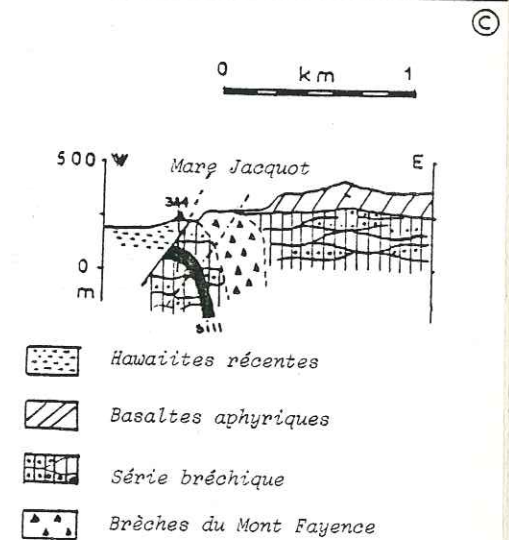 ©
0 km 1
500 W Mare Jacquot E
344
0
m
sill
Hawaiites récentes
Basaltes aphyriques
Série bréchique
Brèches du Mont Fayence